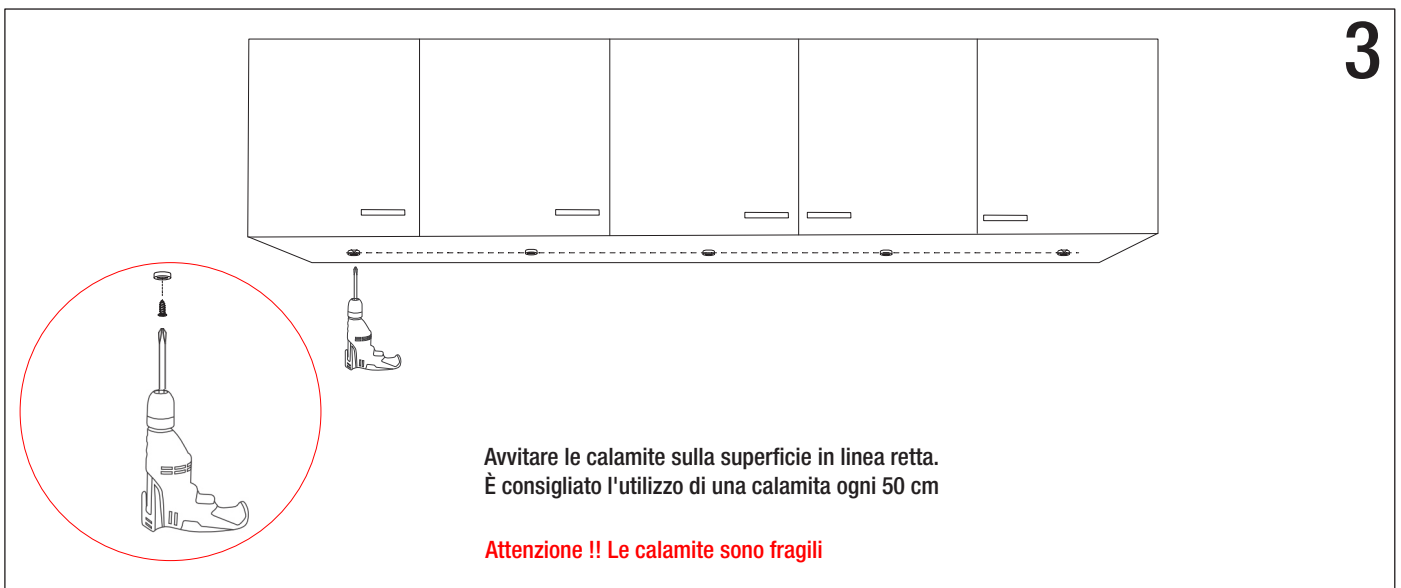 3
Avvitare le calamite sulla superficie in linea retta.
È consigliato l'utilizzo di una calamita ogni 50 cm
Attenzione !! Le calamite sono fragili